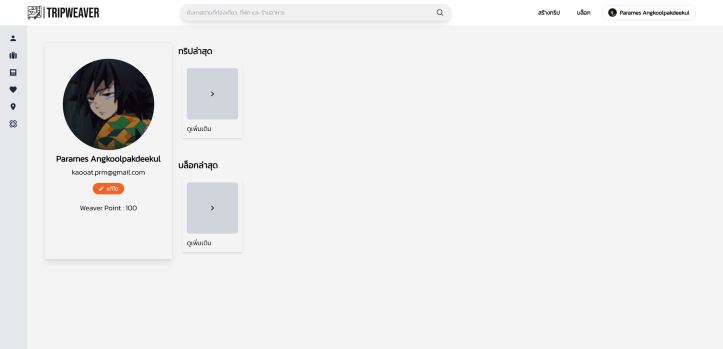 TRIPWEAVER
ค้นหาสถานที่ท่องเที่ยว ที่พัก และ ร้านอาหาร
สร้างทริป
บล็อก
Parames Angkoolpakdeekul
ทริปล่าสุด
ดูเพิ่มเติม
Parames Angkoolpakdeekul
kaooat.prm@gmail.com
แก้ไข
Weaver Point : 100
บล็อกล่าสุด
ดูเพิ่มเติม